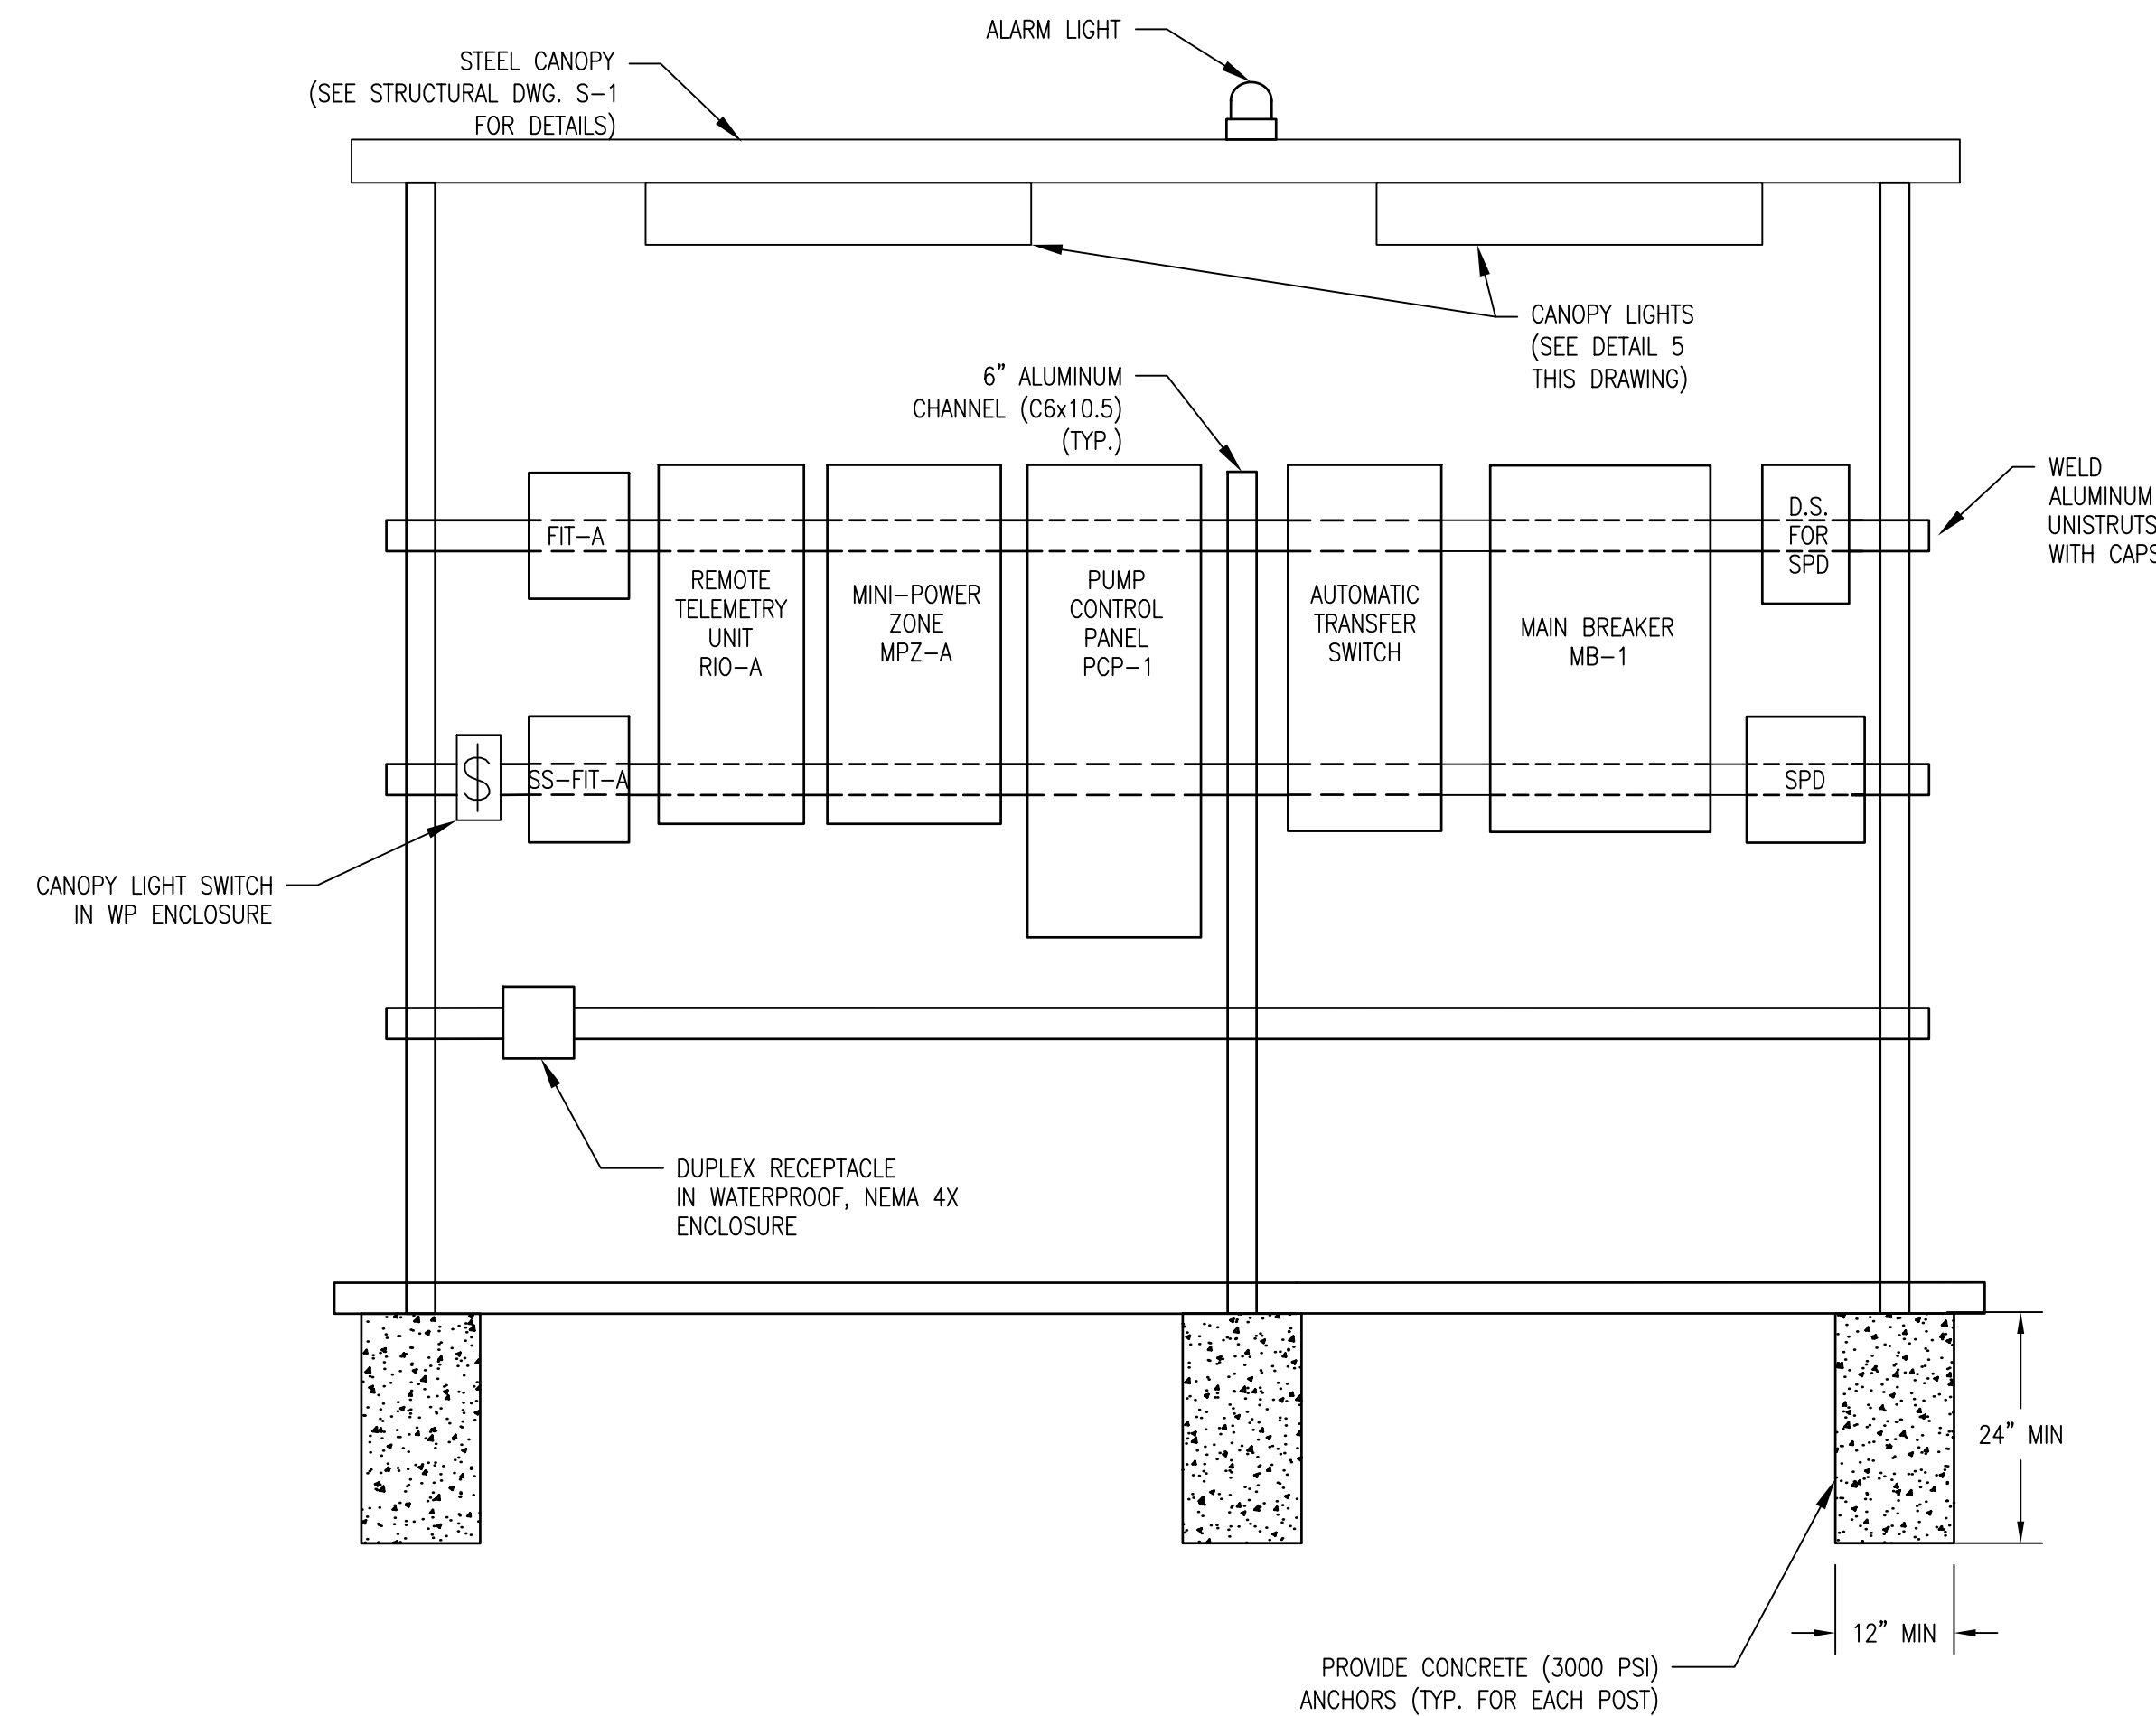 ALARM LIGHT
STEEL CANOPY
(SEE STRUCTURAL DWG. S-1
FOR DETAILS)
CANOPY LIGHTS
(SEE DETAIL 5
THIS DRAWING)
6" ALUMINUM
CHANNEL (C6x10.5)
(TYP.)
WELD
ALUMINUM
UNISTRUTS
WITH CAPS
FIT-A
REMOTE
TELEMETRY
UNIT
RIO-A
MINI-POWER
ZONE
MPZ-A
PUMP
CONTROL
PANEL
PCP-1
AUTOMATIC
TRANSFER
SWITCH
MAIN BREAKER
MB-1
D.S.
FOR
SPD
$
SS-FIT-A
SPD
CANOPY LIGHT SWITCH
IN WP ENCLOSURE
DUPLEX RECEPTACLE
IN WATERPROOF, NEMA 4X
ENCLOSURE
24" MIN
12" MIN
PROVIDE CONCRETE (3000 PSI)
ANCHORS (TYP. FOR EACH POST)